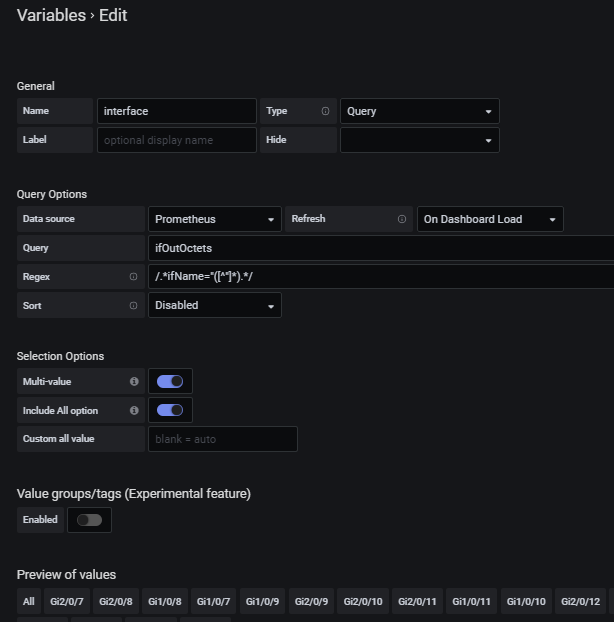 Variables › Edit
General
Name interface Type Query
Label optional display name Hide
Query Options
Data source Prometheus Refresh On Dashboard Load
Query ifOutOctets
Regex /.*ifName="([^"]*).*/
Sort Disabled
Selection Options
Multi-value
Include All option
Custom all value blank = auto
Value groups/tags (Experimental feature)
Enabled
Preview of values
All Gi2/0/7 Gi2/0/8 Gi1/0/8 Gi1/0/7 Gi1/0/9 Gi2/0/9 Gi2/0/10 Gi2/0/11 Gi1/0/11 Gi1/0/10 Gi2/0/12